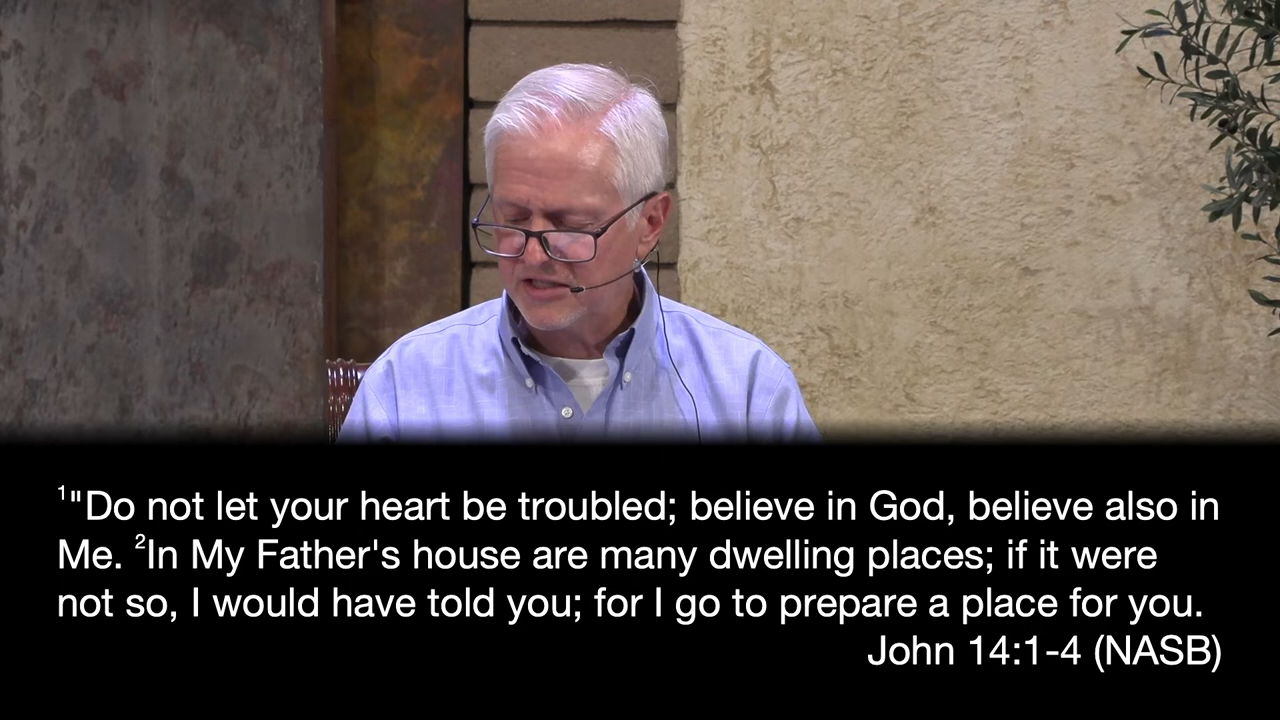 ¹"Do not let your heart be troubled; believe in God, believe also in
Me. ²In My Father's house are many dwelling places; if it were
not so, I would have told you; for I go to prepare a place for you.
John 14:1-4 (NASB)